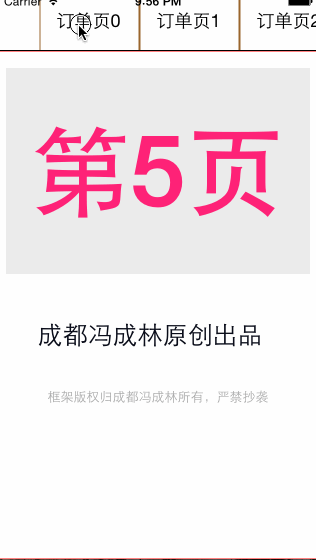 Carrier 9:56 PM
订单页0 订单页1 订单页2
第5页
成都冯成林原创出品
框架版权归成都冯成林所有，严禁抄袭